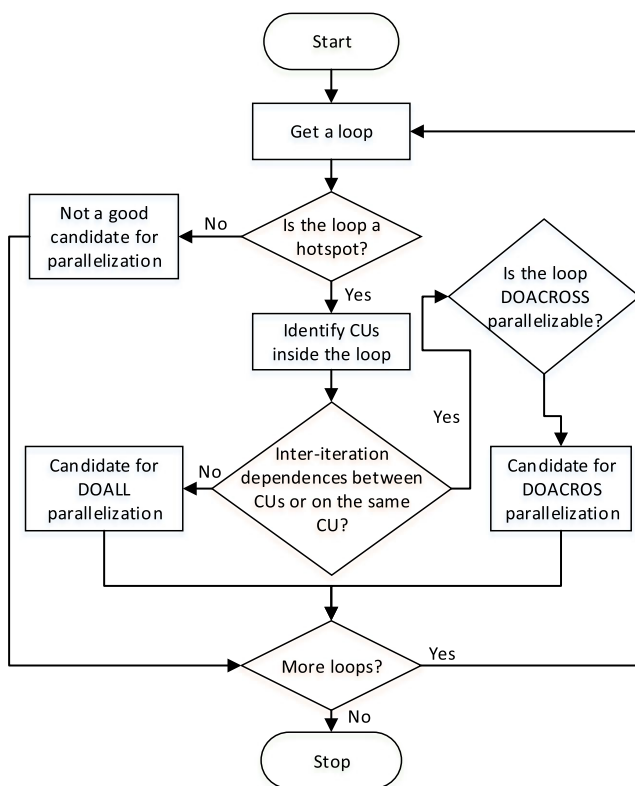 Start
Get a loop
Not a good
candidate for
parallelization
No
Is the loop a
hotspot?
Yes
Is the loop
DOACROSS
parallelizable?
Identify CUs
inside the loop
Yes
Candidate for
DOALL
parallelization
No
Inter-iteration
dependences between
CUs or on the same
CU?
Candidate for
DOACROS
parallelization
More loops?
Yes
No
Stop